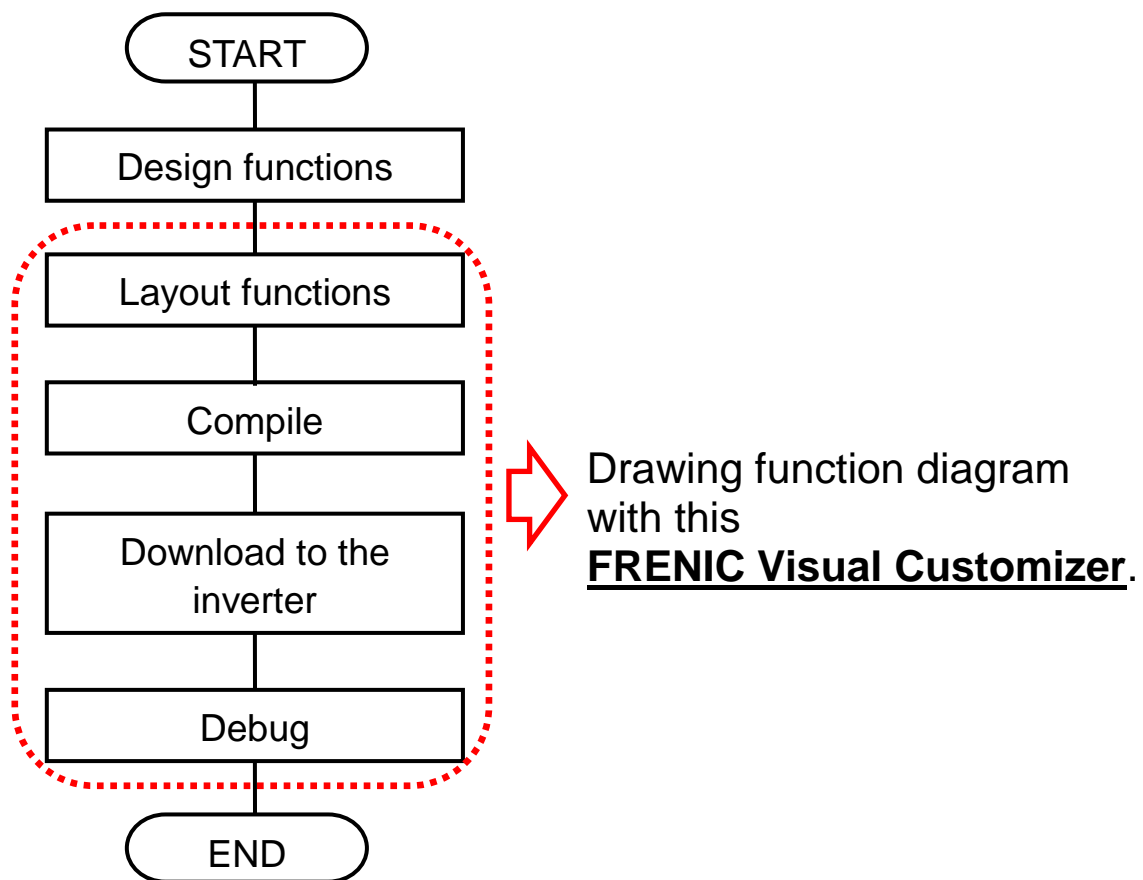 START
Design functions
Layout functions
Compile
Download to the
inverter
Debug
END
Drawing function diagram
with this
FRENIC Visual Customizer.